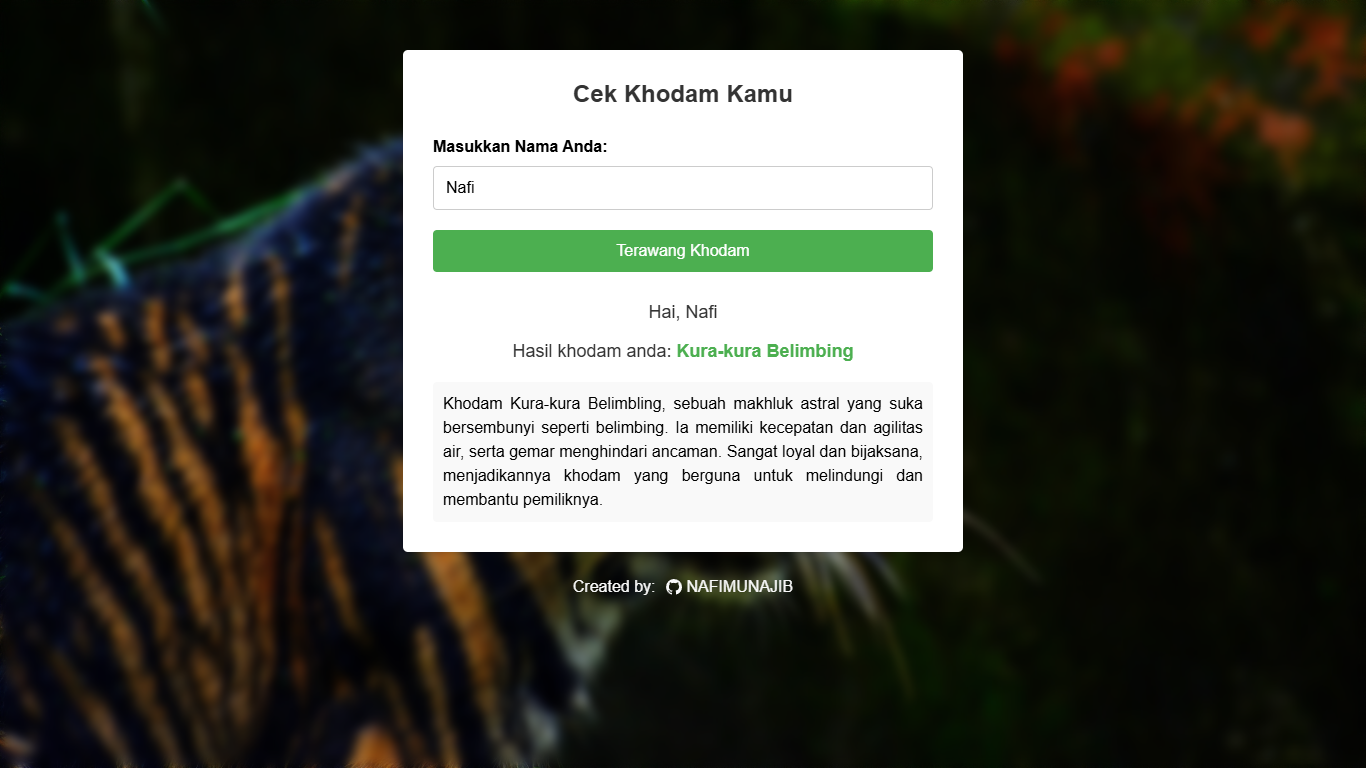 Cek Khodam Kamu
Masukkan Nama Anda:
Nafi
Terawang Khodam
Hai, Nafi
Hasil khodam anda: Kura-kura Belimbing
Khodam Kura-kura Belimbling, sebuah makhluk astral yang suka
bersembunyi seperti belimbing. Ia memiliki kecepatan dan agilitas
air, serta gemar menghindari ancaman. Sangat loyal dan bijaksana,
menjadikannya khodam yang berguna untuk melindungi dan
membantu pemiliknya.
Created by: NAFIMUNAJIB